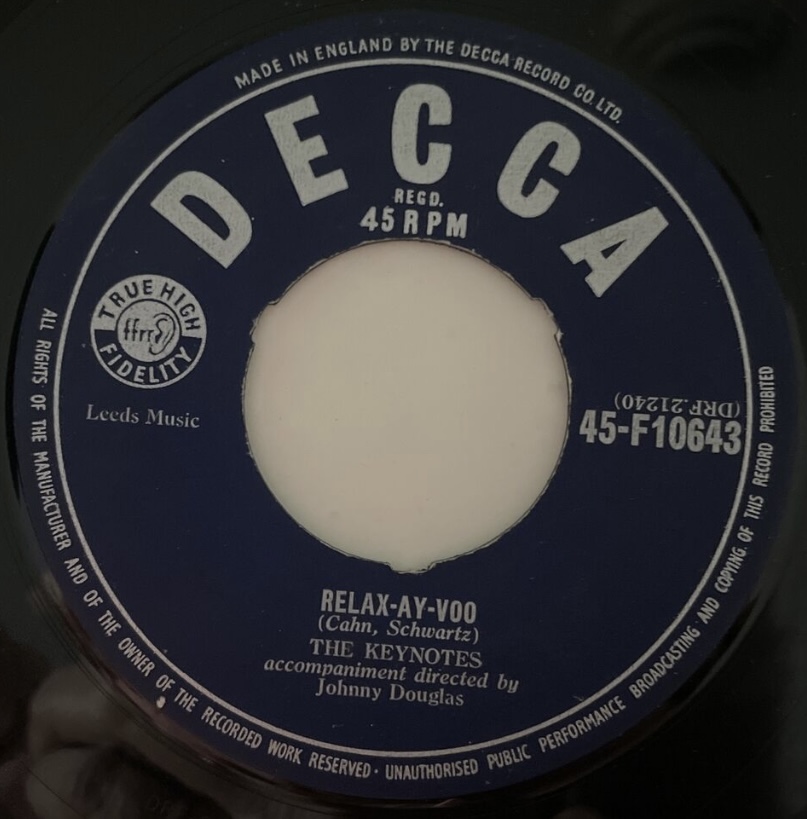 MADE IN ENGLAND BY THE DECCA RECORD CO. LTD.
DECCA
REGD.
45 RPM
TRUE HIGH
ffrr
FIDELITY
Leeds Music
(DRF.21240)
45-F10643
RELAX-AY-VOO
(Cahn, Schwartz)
THE KEYNOTES
accompaniment directed by
Johnny Douglas
ALL RIGHTS OF THE MANUFACTURER AND OF THE OWNER OF THE RECORDED WORK RESERVED · UNAUTHORISED PUBLIC PERFORMANCE BROADCASTING AND COPYING OF THIS RECORD PROHIBITED